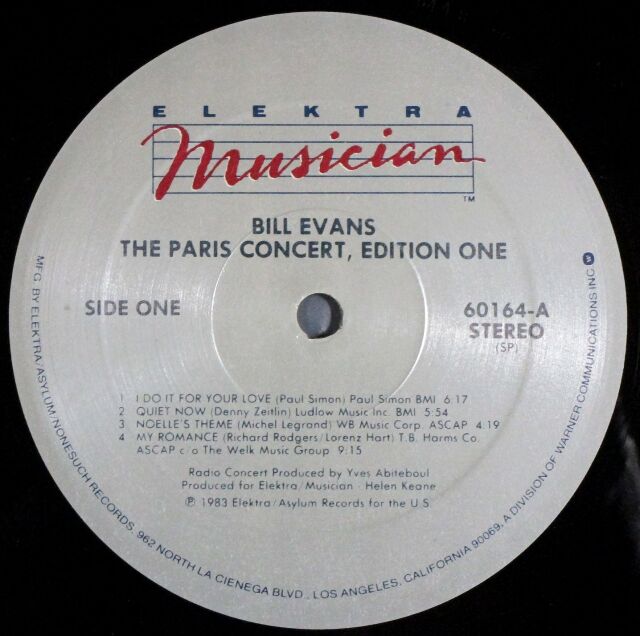 ELEKTRA
Musician
TM
BILL EVANS
THE PARIS CONCERT, EDITION ONE
SIDE ONE
60164-A
STEREO
(SP)
1 I DO IT FOR YOUR LOVE (Paul Simon) Paul Simon BMI 6:17
2 QUIET NOW (Denny Zeitlin) Ludlow Music Inc. BMI 5:54
3 NOELLE'S THEME (Michel Legrand) WB Music Corp. ASCAP 4:19
4 MY ROMANCE (Richard Rodgers/Lorenz Hart) T.B. Harms Co.
ASCAP c/o The Welk Music Group 9:15
Radio Concert Produced by Yves Abiteboul
Produced for Elektra/Musician · Helen Keane
℗ 1983 Elektra/Asylum Records for the U.S.
MFG. BY ELEKTRA/ASYLUM/NONESUCH RECORDS, 962 NORTH LA CIENEGA BLVD., LOS ANGELES, CALIFORNIA 90069, A DIVISION OF WARNER COMMUNICATIONS INC. W